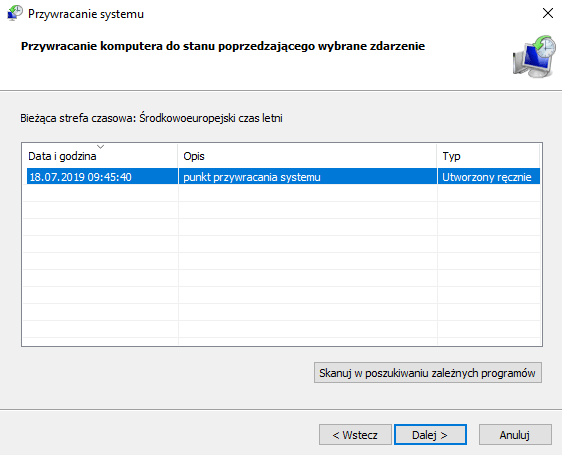 Przywracanie systemu
Przywracanie komputera do stanu poprzedzającego wybrane zdarzenie
Bieżąca strefa czasowa: Środkowoeuropejski czas letni
Data i godzina Opis Typ
18.07.2019 09:45:40 punkt przywracania systemu Utworzony ręcznie
Skanuj w poszukiwaniu zależnych programów
< Wstecz Dalej > Anuluj